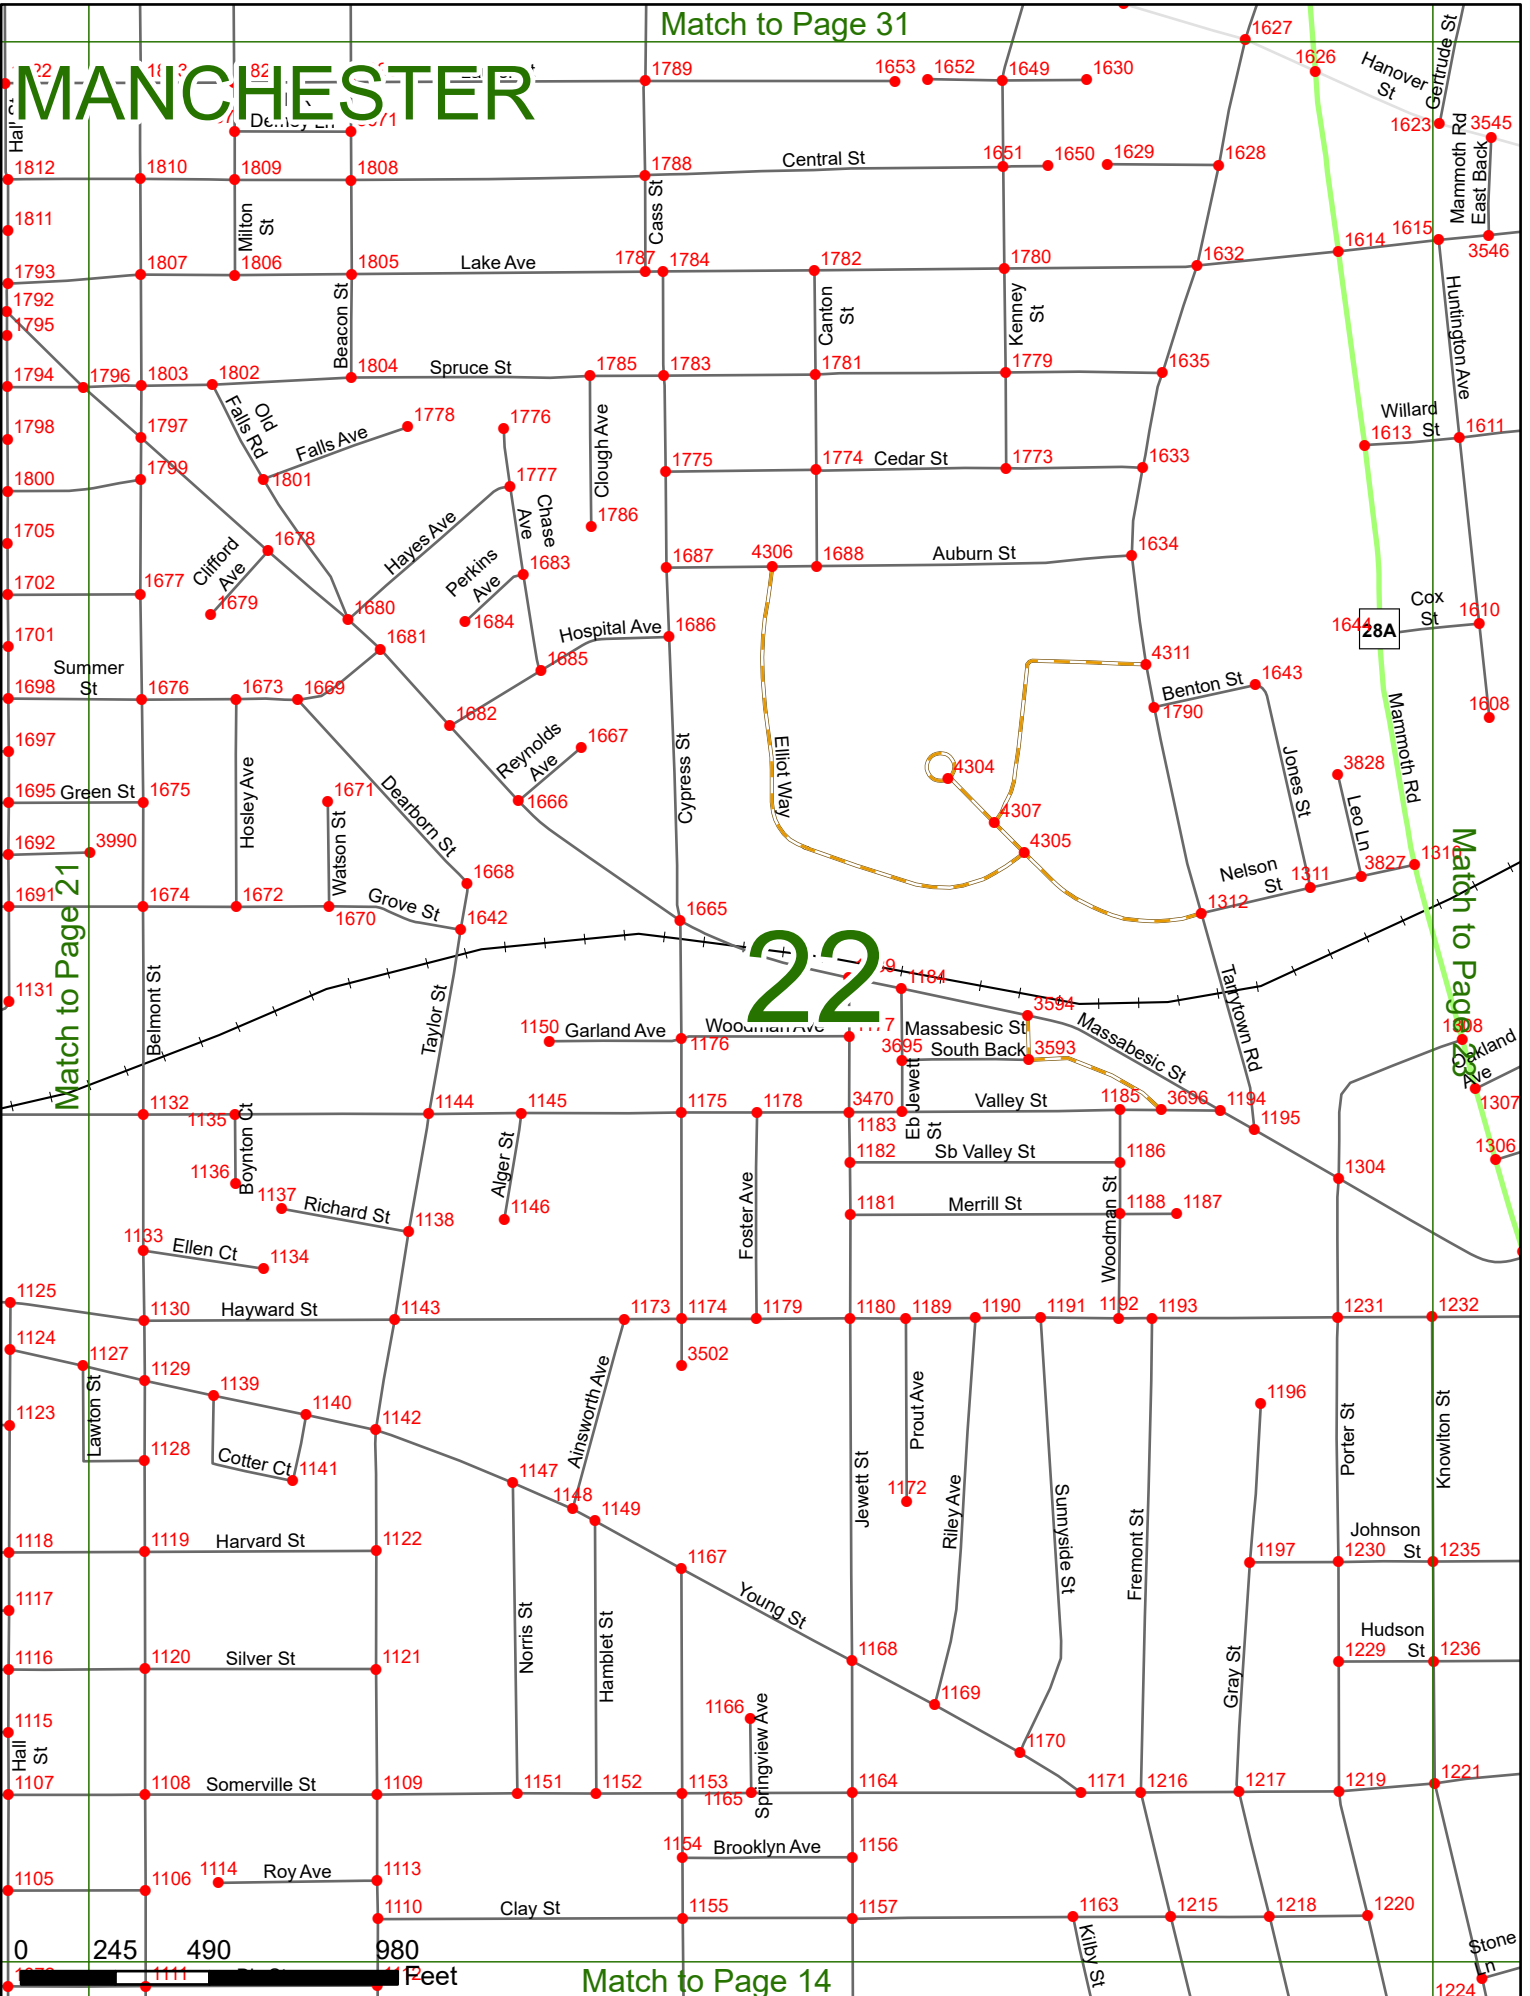 Match to Page 31
MANCHESTER
1627
1626
Hanover
St
Gertrude St
1789
1653
1652
1649
1630
1623
3545
Mammoth Rd
East Back
1812
1810
1809
1808
1788
Central St
1651
1650
1629
1628
1811
Milton
St
Cass St
1615
1614
3546
1793
1807
1806
1805
Lake Ave
1787
1784
1782
1780
1632
1792
1795
Beacon St
Canton
St
Kenney
St
Huntington Ave
1794
1796
1803
1802
1804
Spruce St
1785
1783
1781
1779
1635
Old
Falls Rd
Falls Ave
1778
1776
Clough Ave
Willard
St
1613
1611
1798
1797
1799
1801
1800
1777
1775
1774
Cedar St
1773
1633
1705
1678
Hayes Ave
Chase
Ave
1786
Clifford
Ave
Perkins
Ave
1683
1687
4306
1688
Auburn St
1634
1702
1677
1679
1680
1684
Cox
St
1610
1644
28A
1701
1681
Hospital Ave
1686
1685
4311
Summer
St
1698
1676
1673
1669
1682
Benton St
1643
1790
1608
1697
Reynolds
Ave
1667
Elliot Way
4304
Jones St
3828
Mammoth Rd
1695
Green St
1675
Hosley Ave
1671
Watson St
Dearborn St
1666
Cypress St
4307
4305
Leo Ln
1692
3990
1668
Nelson
St
1311
3827
1310
1691
1674
1672
1670
Grove St
1642
1665
1312
Match to Page 21
Match to Page 23
22
1131
Belmont St
Taylor St
1184
3594
Tarrytown Rd
1150
Garland Ave
Woodman Ave
1176
Massabesic St
South Back
3695
3593
Massabesic St
1308
Oakland
Ave
1307
1132
1135
Boynton Ct
1144
1145
1175
1178
3470
1183
Eb Jewett
St
Valley St
1185
3696
1194
1195
1306
1182
Sb Valley St
1186
1136
1137
Alger St
1304
Richard St
1138
1146
Foster Ave
1181
Merrill St
Woodman St
1188
1187
1133
Ellen Ct
1134
1125
1130
Hayward St
1143
1173
1174
1179
1180
1189
1190
1191
1192
1193
1231
1232
1124
1127
1129
3502
Lawton St
1139
1140
1142
Ainsworth Ave
Prout Ave
1196
Porter St
Knowlton St
1123
1128
Cotter Ct
1141
1147
1148
1149
Jewett St
1172
Riley Ave
Sunnyside St
Fremont St
1118
1119
Harvard St
1122
1167
1197
Johnson
St
1230
1235
1117
Norris St
Hamblet St
Young St
1116
1120
Silver St
1121
1168
Gray St
Hudson
St
1229
1236
1115
Hall
St
1166
Springview Ave
1169
1170
1107
1108
Somerville St
1109
1151
1152
1153
1165
1164
1171
1216
1217
1219
1221
1154
Brooklyn Ave
1156
1105
1106
1114
Roy Ave
1113
1110
Clay St
1155
1157
1163
Kilby St
1215
1218
1220
Stone
Ln
1224
0 245 490 980
Feet
1111
Match to Page 14